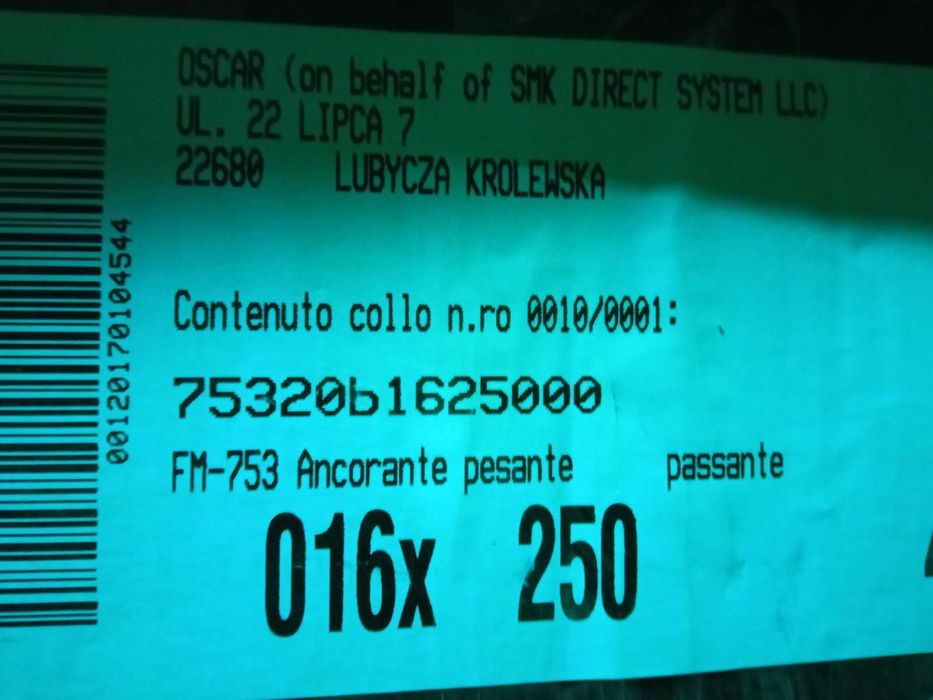 OSCAR (on behalf of SMK DIRECT SYSTEM LLC)
UL. 22 LIPCA 7
22680 LUBYCZA KROLEWSKA
00120170104544
Contenuto collo n.ro 0010/0001:
75320b1625000
FM-753 Ancorante pesante passante
016x 250